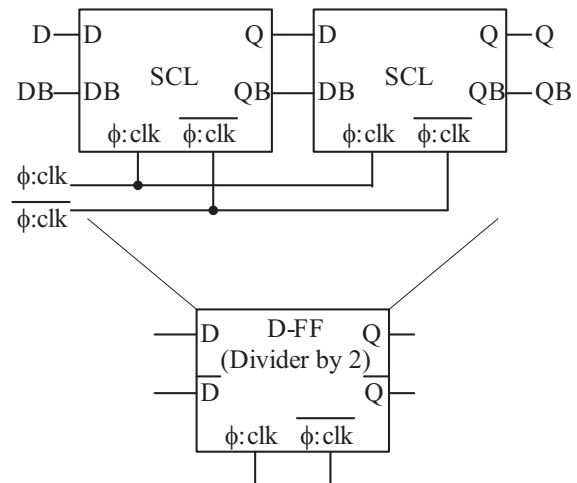 D D Q D Q Q
SCL SCL
DB DB QB DB QB QB
ϕ:clk ϕ:clk ϕ:clk ϕ:clk
ϕ:clk
ϕ:clk
D D-FF Q
(Divider by 2)
D Q
ϕ:clk ϕ:clk